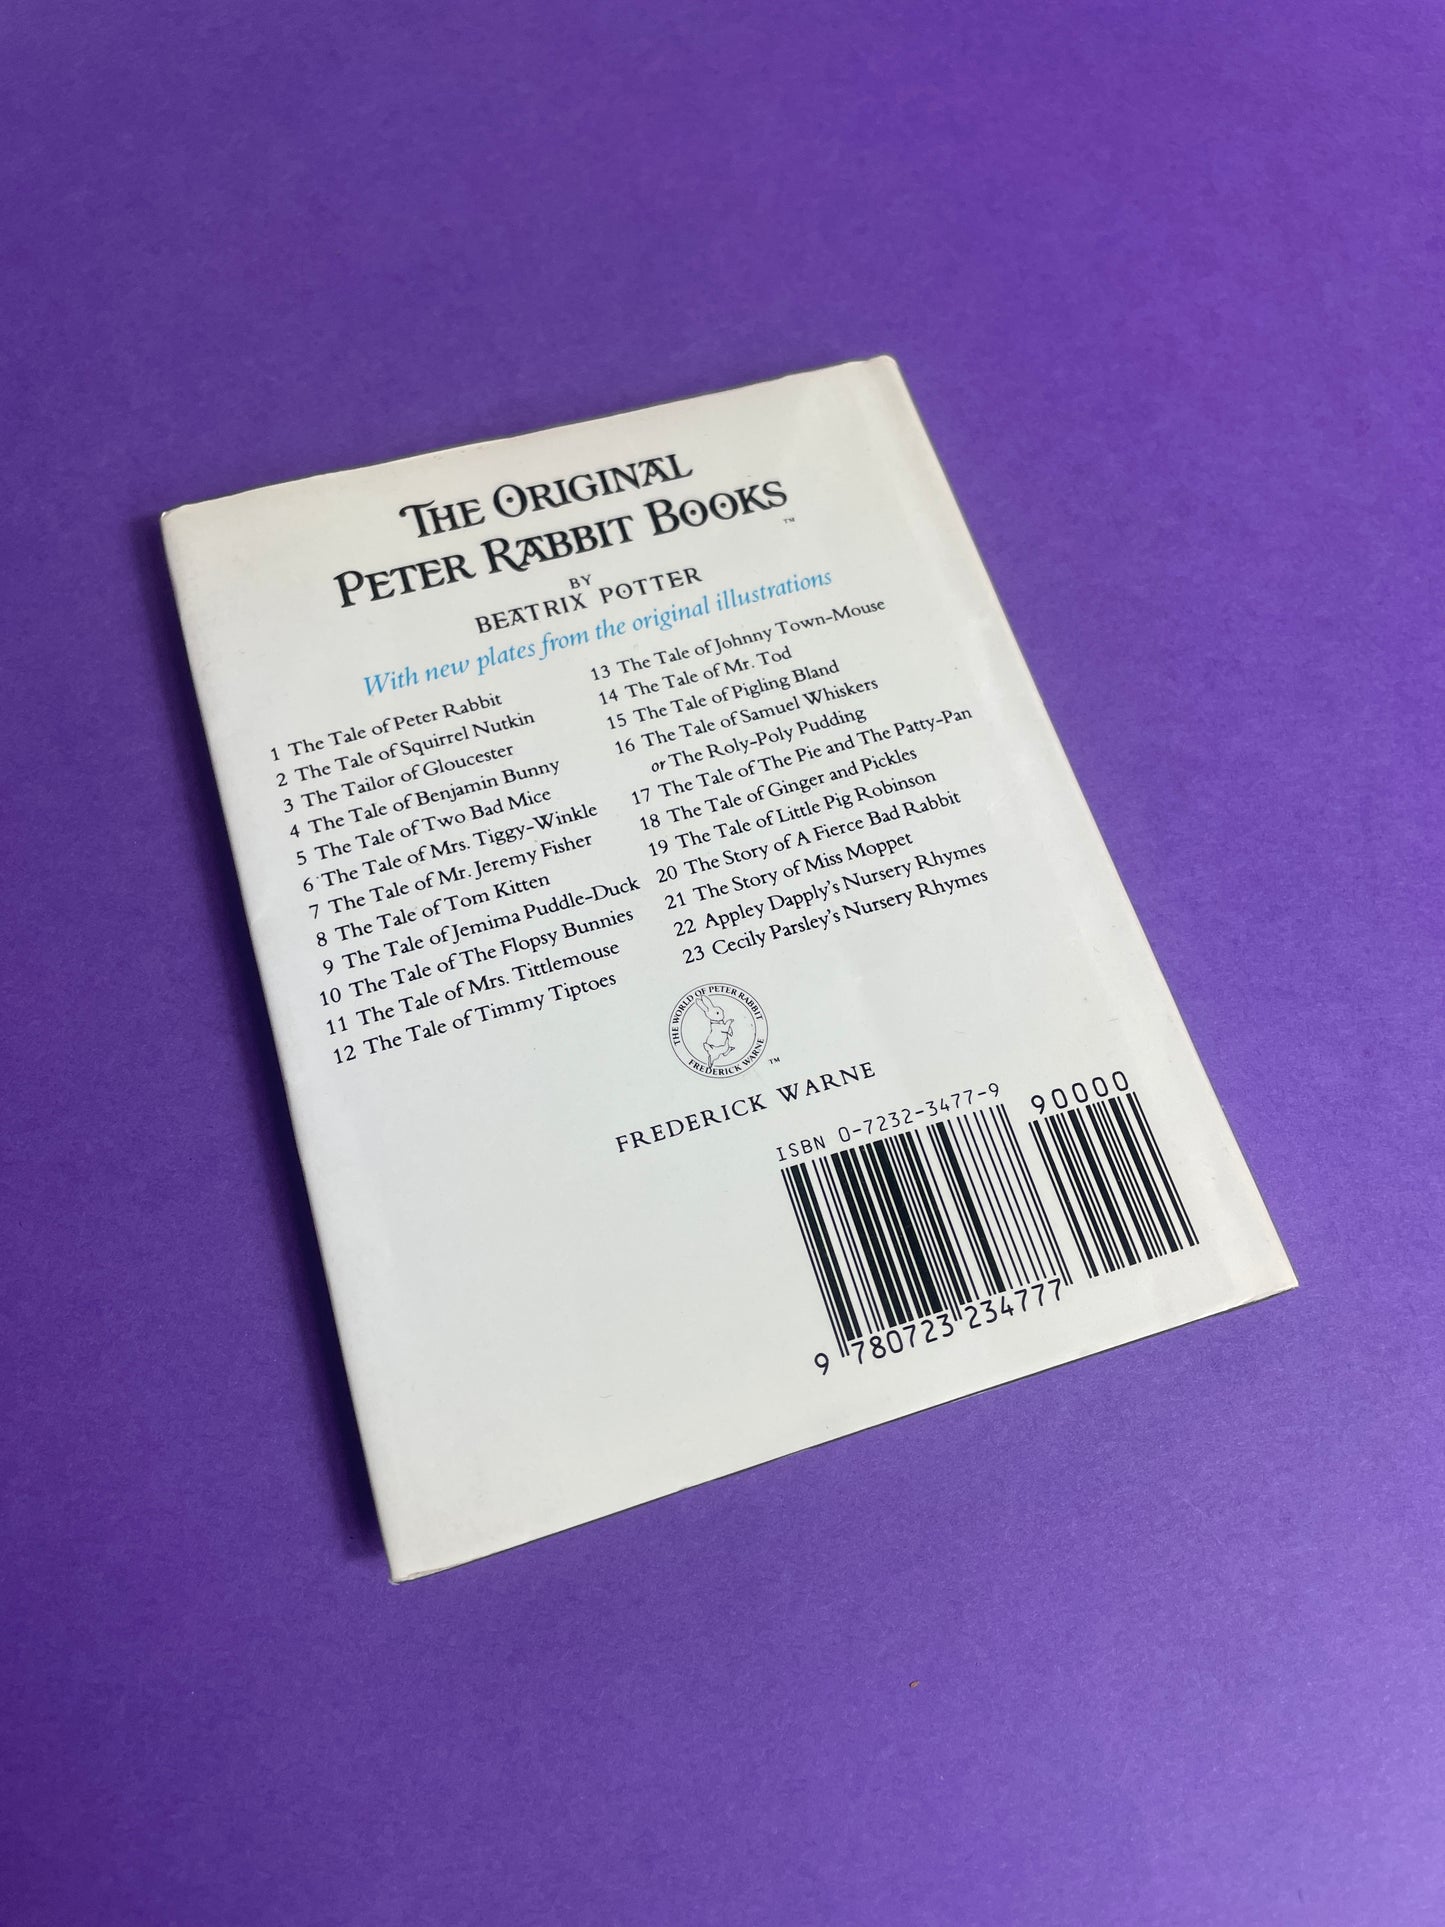 THE ORIGINAL
PETER RABBIT BOOKS™
BY
BEATRIX POTTER
With new plates from the original illustrations
1 The Tale of Peter Rabbit
2 The Tale of Squirrel Nutkin
3 The Tailor of Gloucester
4 The Tale of Benjamin Bunny
5 The Tale of Two Bad Mice
6 The Tale of Mrs. Tiggy-Winkle
7 The Tale of Mr. Jeremy Fisher
8 The Tale of Tom Kitten
9 The Tale of Jemima Puddle-Duck
10 The Tale of The Flopsy Bunnies
11 The Tale of Mrs. Tittlemouse
12 The Tale of Timmy Tiptoes
13 The Tale of Johnny Town-Mouse
14 The Tale of Mr. Tod
15 The Tale of Pigling Bland
16 The Tale of Samuel Whiskers
or The Roly-Poly Pudding
17 The Tale of The Pie and The Patty-Pan
18 The Tale of Ginger and Pickles
19 The Tale of Little Pig Robinson
20 The Story of A Fierce Bad Rabbit
21 The Story of Miss Moppet
22 Appley Dapply's Nursery Rhymes
23 Cecily Parsley's Nursery Rhymes
THE WORLD OF PETER RABBIT
FREDERICK WARNE
™
FREDERICK WARNE
ISBN 0-7232-3477-9
90000
9 780723 234777